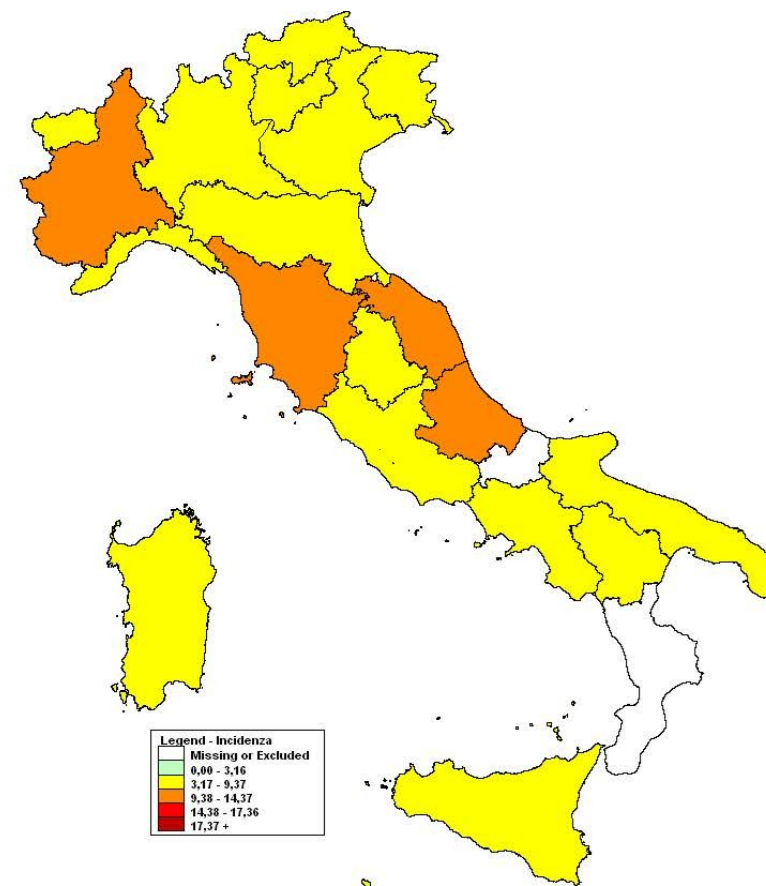 Legend - Incidenza
Missing or Excluded
0,00 - 3,16
3,17 - 9,37
9,38 - 14,37
14,38 - 17,36
17,37 +